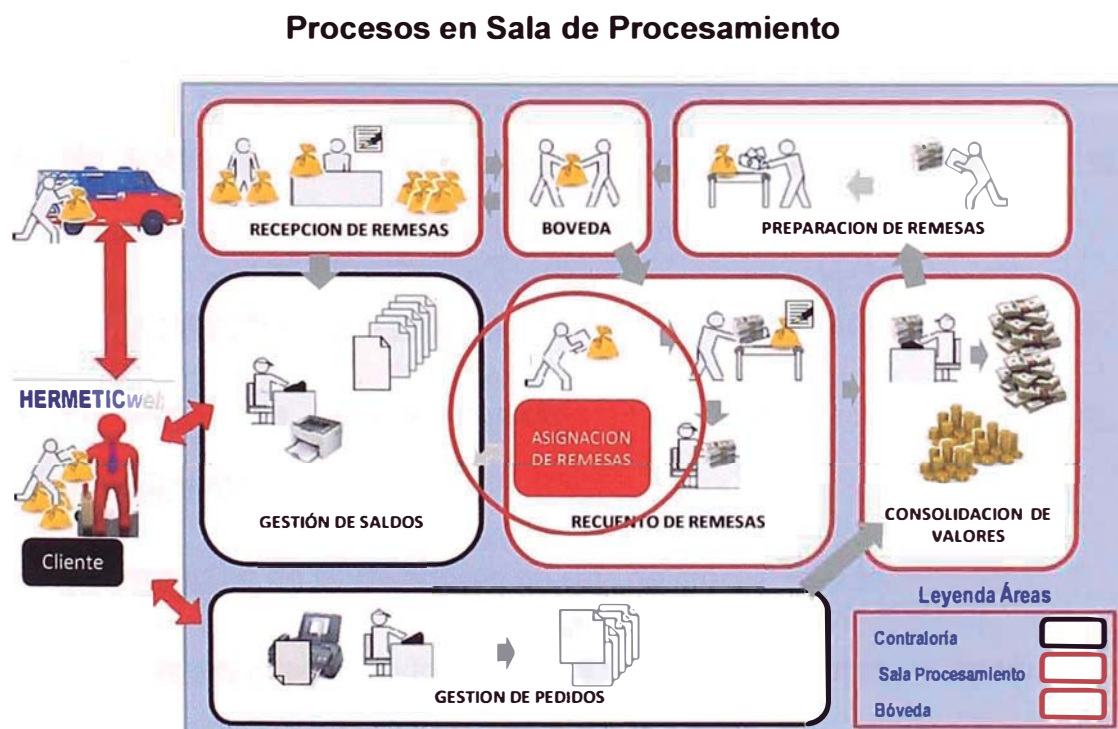 Procesos en Sala de Procesamiento
RECEPCION DE REMESAS
BOVEDA
PREPARACION DE REMESAS
HERMETICweb
ASIGNACION
DE REMESAS
GESTIÓN DE SALDOS
RECUENTO DE REMESAS
CONSOLIDACION DE
VALORES
Cliente
GESTION DE PEDIDOS
Leyenda Áreas
Contraloría
Sala Procesamiento
Bóveda